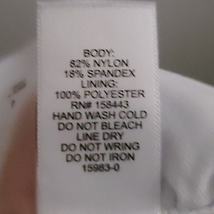 BODY:
82% NYLON
18% SPANDEX
LINING:
100% POLYESTER
RN# 158443
HAND WASH COLD
DO NOT BLEACH
LINE DRY
DO NOT WRING
DO NOT IRON
15983-0